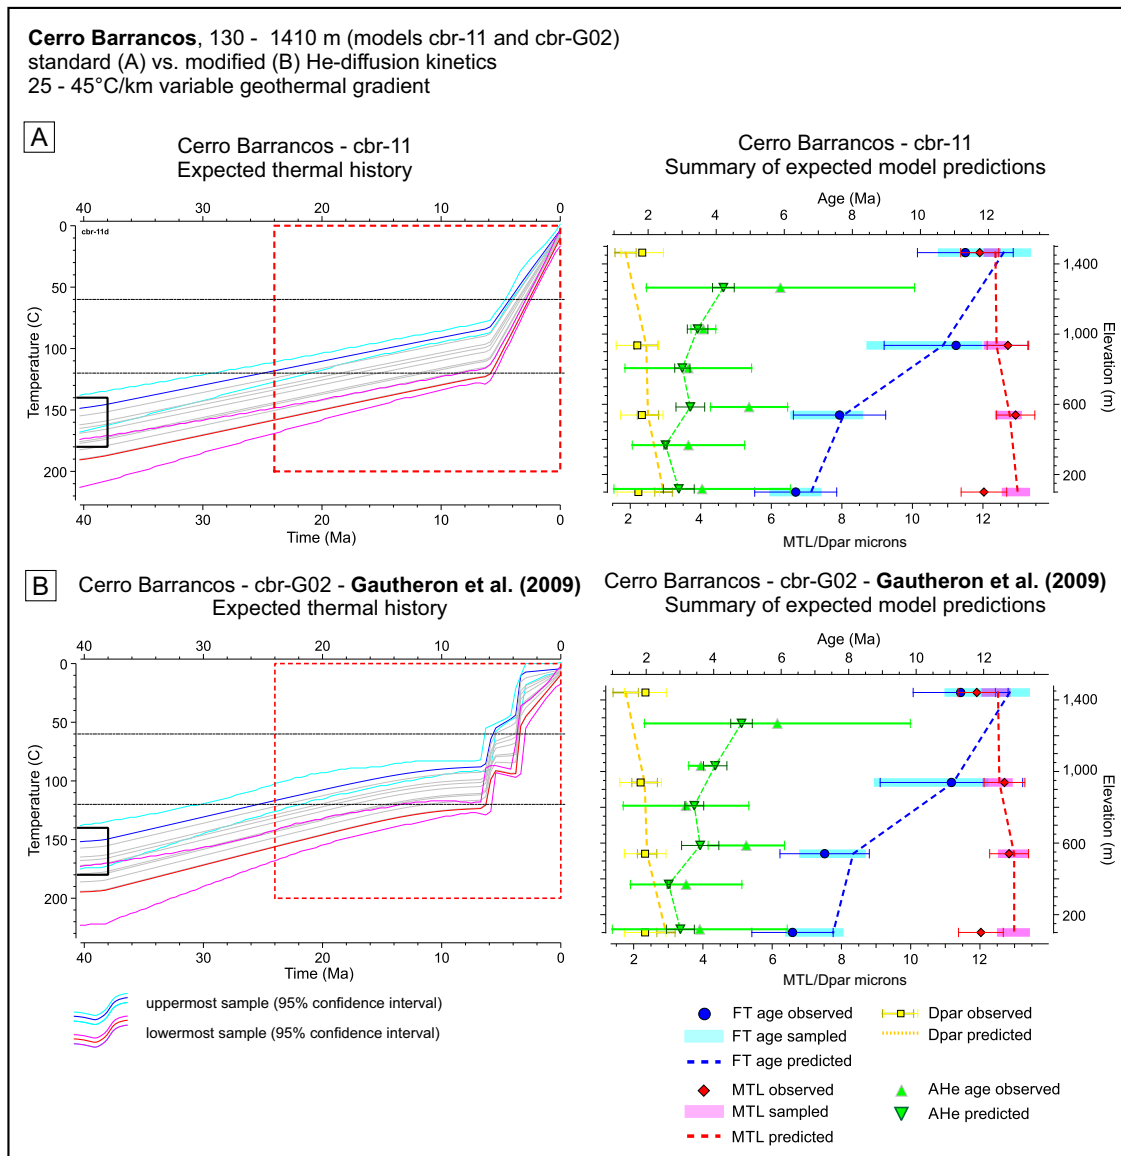 Cerro Barrancos, 130 - 1410 m (models cbr-11 and cbr-G02)
standard (A) vs. modified (B) He-diffusion kinetics
25 - 45°C/km variable geothermal gradient
A
Cerro Barrancos - cbr-11
Expected thermal history
40 30 20 10 0
cbr-11d
0
50
100
150
200
Temperature (C)
40 30 20 10 0
Time (Ma)
Cerro Barrancos - cbr-11
Summary of expected model predictions
Age (Ma)
2 4 6 8 10 12
1,400
1,000
600
200
Elevation (m)
2 4 6 8 10 12
MTL/Dpar microns
B
Cerro Barrancos - cbr-G02 - Gautheron et al. (2009)
Expected thermal history
40 30 20 10 0
0
50
100
150
200
Temperature (C)
40 30 20 10 0
Time (Ma)
Cerro Barrancos - cbr-G02 - Gautheron et al. (2009)
Summary of expected model predictions
Age (Ma)
2 4 6 8 10 12
1,400
1,000
600
200
Elevation (m)
2 4 6 8 10 12
MTL/Dpar microns
uppermost sample (95% confidence interval)
lowermost sample (95% confidence interval)
FT age observed
FT age sampled
FT age predicted
MTL observed
MTL sampled
MTL predicted
Dpar observed
Dpar predicted
AHe age observed
AHe predicted